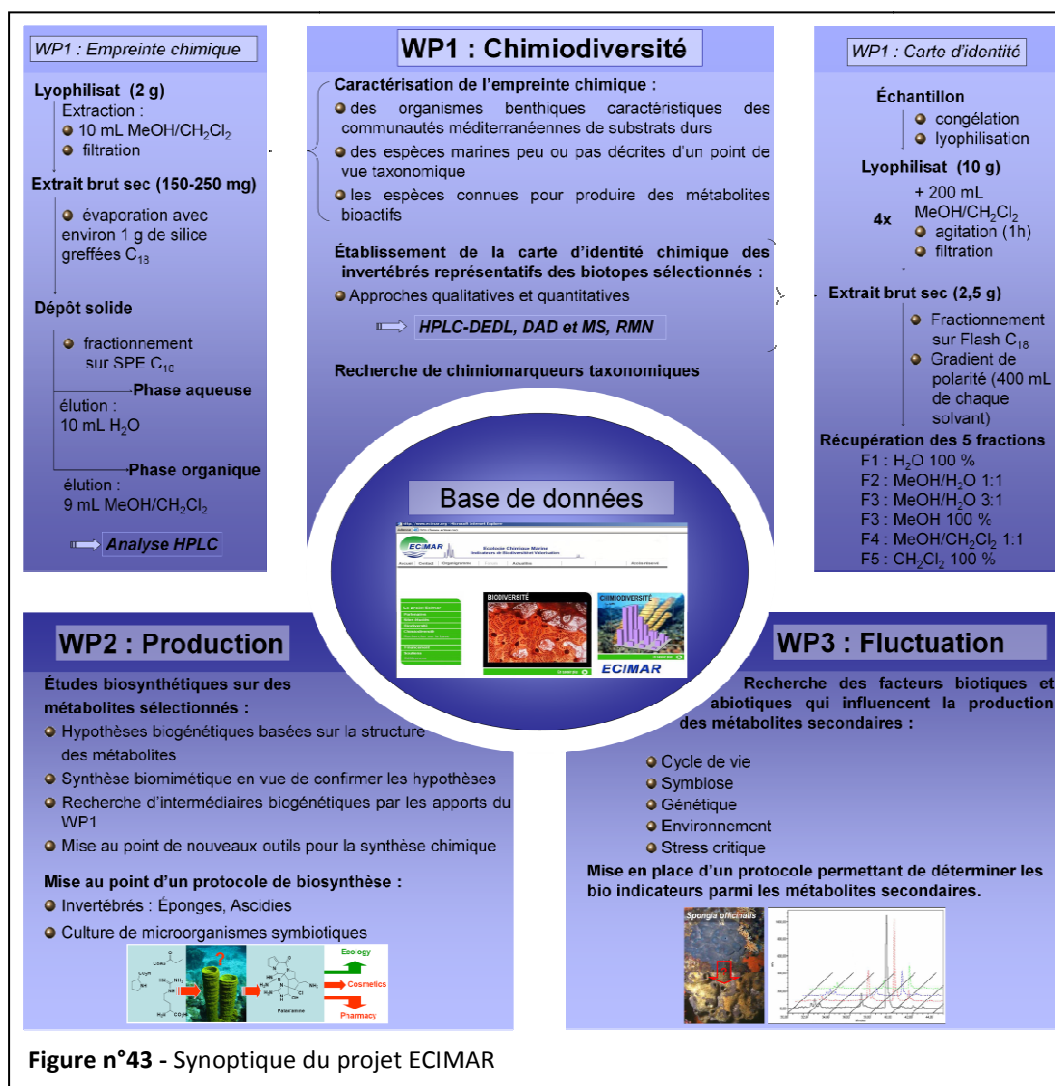 WP1 : Empreinte chimique
Lyophilisat (2 g)
Extraction :
10 mL MeOH/CH2Cl2
filtration
Extrait brut sec (150-250 mg)
évaporation avec
environ 1 g de silice
greffées C18
Dépôt solide
fractionnement
sur SPE C10
Phase aqueuse
élution :
10 mL H2O
Phase organique
élution :
9 mL MeOH/CH2Cl2
Analyse HPLC
WP1 : Chimiodiversité
Caractérisation de l'empreinte chimique :
des organismes benthiques caractéristiques des
communautés méditerranéennes de substrats durs
des espèces marines peu ou pas décrites d'un point de
vue taxonomique
les espèces connues pour produire des métabolites
bioactifs
Établissement de la carte d'identité chimique des
invertébrés représentatifs des biotopes sélectionnés :
Approches qualitatives et quantitatives
HPLC-DEDL, DAD et MS, RMN
Recherche de chimiomarqueurs taxonomiques
WP1 : Carte d'identité
Échantillon
congélation
lyophilisation
Lyophilisat (10 g)
+ 200 mL
MeOH/CH2Cl2
4x
agitation (1h)
filtration
Extrait brut sec (2,5 g)
Fractionnement
sur Flash C18
Gradient de
polarité (400 mL
de chaque
solvant)
Récupération des 5 fractions
F1 : H2O 100 %
F2 : MeOH/H2O 1:1
F3 : MeOH/H2O 3:1
F3 : MeOH 100 %
F4 : MeOH/CH2Cl2 1:1
F5 : CH2Cl2 100 %
Base de données
ECIMAR
Ecologie Chimique Marine
Indicateurs de Biodiversité Valorisation
Accueil Contact Organigramme Actualités
BIODIVERSITÉ
CHIMIODIVERSITÉ
ECIMAR
WP2 : Production
Études biosynthétiques sur des
métabolites sélectionnés :
Hypothèses biogénétiques basées sur la structure
des métabolites
Synthèse biomimétique en vue de confirmer les hypothèses
Recherche d'intermédiaires biogénétiques par les apports du
WP1
Mise au point de nouveaux outils pour la synthèse chimique
Mise au point d'un protocole de biosynthèse :
Invertébrés : Éponges, Ascidies
Culture de microorganismes symbiotiques
?
Ecology
Cosmetics
Pharmacy
WP3 : Fluctuation
Recherche des facteurs biotiques et
abiotiques qui influencent la production
des métabolites secondaires :
Cycle de vie
Symbiose
Génétique
Environnement
Stress critique
Mise en place d'un protocole permettant de déterminer les
bio indicateurs parmi les métabolites secondaires.
Spongia officinalis
Figure n°43 - Synoptique du projet ECIMAR